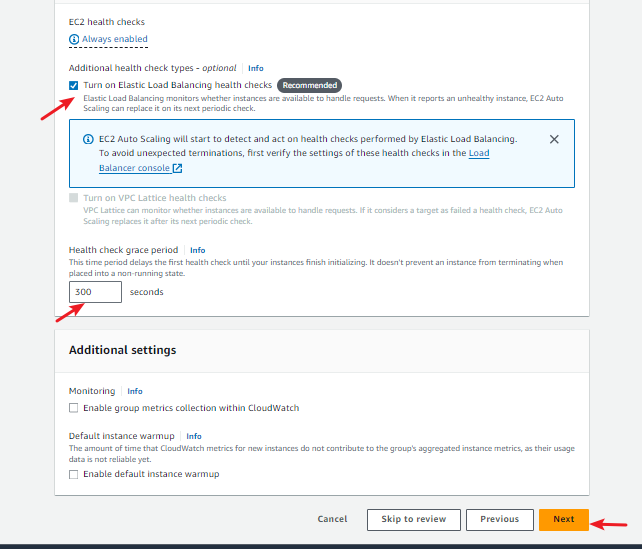 EC2 health checks
Always enabled
Additional health check types - optional Info
Turn on Elastic Load Balancing health checks Recommended
Elastic Load Balancing monitors whether instances are available to handle requests. When it reports an unhealthy instance, EC2 Auto
Scaling can replace it on its next periodic check.
EC2 Auto Scaling will start to detect and act on health checks performed by Elastic Load Balancing.
To avoid unexpected terminations, first verify the settings of these health checks in the Load
Balancer console
Turn on VPC Lattice health checks
VPC Lattice can monitor whether instances are available to handle requests. If it considers a target as failed a health check, EC2 Auto
Scaling replaces it after its next periodic check.
Health check grace period Info
This time period delays the first health check until your instances finish initializing. It doesn't prevent an instance from terminating when
placed into a non-running state.
300 seconds
Additional settings
Monitoring Info
Enable group metrics collection within CloudWatch
Default instance warmup Info
The amount of time that CloudWatch metrics for new instances do not contribute to the group's aggregated instance metrics, as their usage
data is not reliable yet.
Enable default instance warmup
Cancel Skip to review Previous Next